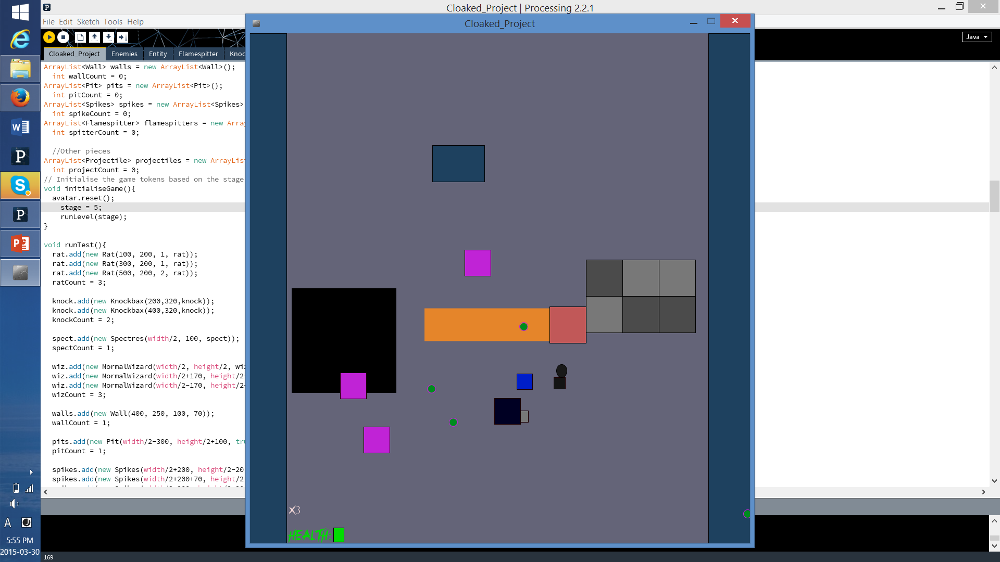 Cloaked_Project | Processing 2.2.1
File Edit Sketch Tools Help
Cloaked_Project
Java
Cloaked_Project Enemies Entity Flamespitter Knoc
ArrayList<Wall> walls = new ArrayList<Wall>();
int wallCount = 0;
ArrayList<Pit> pits = new ArrayList<Pit>();
int pitCount = 0;
ArrayList<Spikes> spikes = new ArrayList<Spikes>
int spikeCount = 0;
ArrayList<Flamespitter> flamespitters = new Array
int spitterCount = 0;
//Other pieces
ArrayList<Projectile> projectiles = new ArrayList
int projectCount = 0;
// Initialise the game tokens based on the stage
void initialiseGame(){
avatar.reset();
stage = 5;
runLevel(stage);
}
void runTest(){
rat.add(new Rat(100, 200, 1, rat));
rat.add(new Rat(300, 200, 1, rat));
rat.add(new Rat(500, 200, 2, rat));
ratCount = 3;
knock.add(new Knockbax(200,320,knock));
knock.add(new Knockbax(400,320,knock));
knockCount = 2;
spect.add(new Spectres(width/2, 100, spect));
spectCount = 1;
wiz.add(new NormalWizard(width/2, height/2, wiz
wiz.add(new NormalWizard(width/2+170, height/2-
wiz.add(new NormalWizard(width/2-170, height/2-
wizCount = 3;
walls.add(new Wall(400, 250, 100, 70));
wallCount = 1;
pits.add(new Pit(width/2-300, height/2+100, tru
pitCount = 1;
spikes.add(new Spikes(width/2+200, height/2-20
spikes.add(new Spikes(width/2+200+70, height/2-
X3
HEALTH:
A
5:55 PM
2015-03-30
169